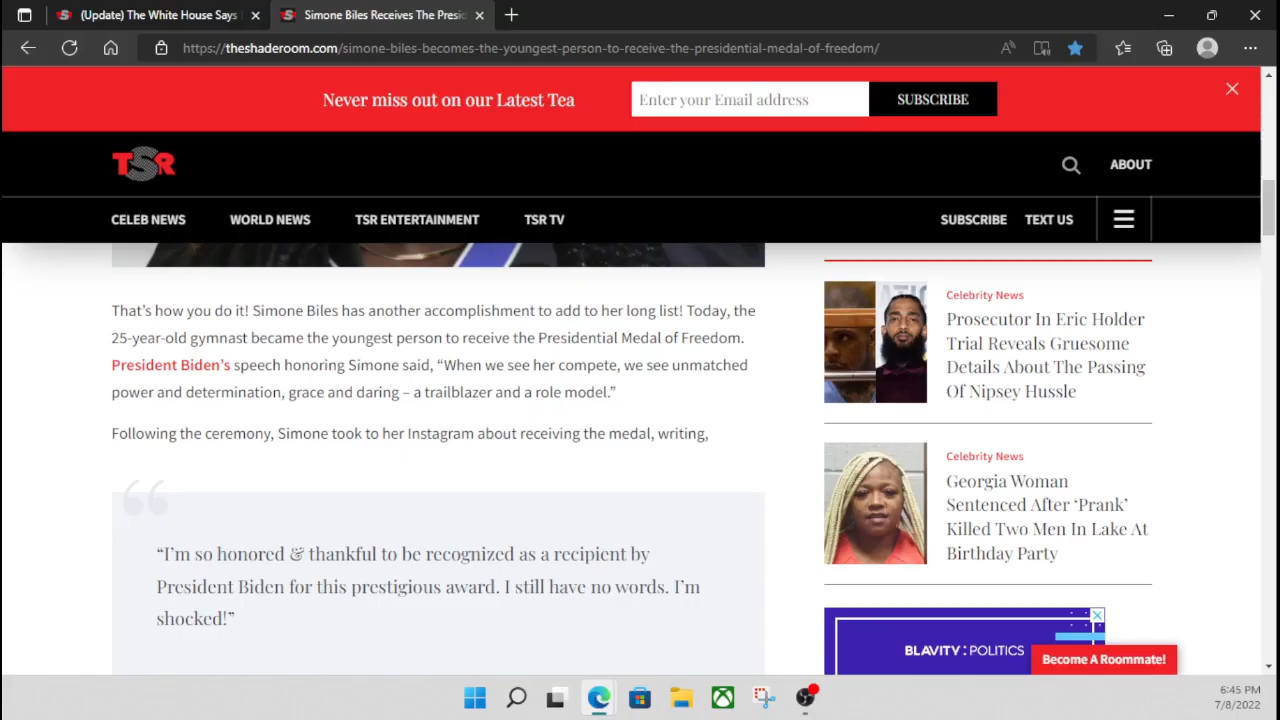 (Update) The White House Says
Simone Biles Receives The Presid
https://theshaderoom.com/simone-biles-becomes-the-youngest-person-to-receive-the-presidential-medal-of-freedom/
Never miss out on our Latest Tea
Enter your Email address
SUBSCRIBE
TSR
ABOUT
CELEB NEWS
WORLD NEWS
TSR ENTERTAINMENT
TSR TV
SUBSCRIBE
TEXT US
That’s how you do it! Simone Biles has another accomplishment to add to her long list! Today, the
25-year-old gymnast became the youngest person to receive the Presidential Medal of Freedom.
President Biden’s speech honoring Simone said, “When we see her compete, we see unmatched
power and determination, grace and daring – a trailblazer and a role model.”
Following the ceremony, Simone took to her Instagram about receiving the medal, writing,
“I’m so honored & thankful to be recognized as a recipient by
President Biden for this prestigious award. I still have no words. I’m
shocked!”
Celebrity News
Prosecutor In Eric Holder
Trial Reveals Gruesome
Details About The Passing
Of Nipsey Hussle
Celebrity News
Georgia Woman
Sentenced After ‘Prank’
Killed Two Men In Lake At
Birthday Party
BLAVITY : POLITICS
Become A Roommate!
6:45 PM
7/8/2022